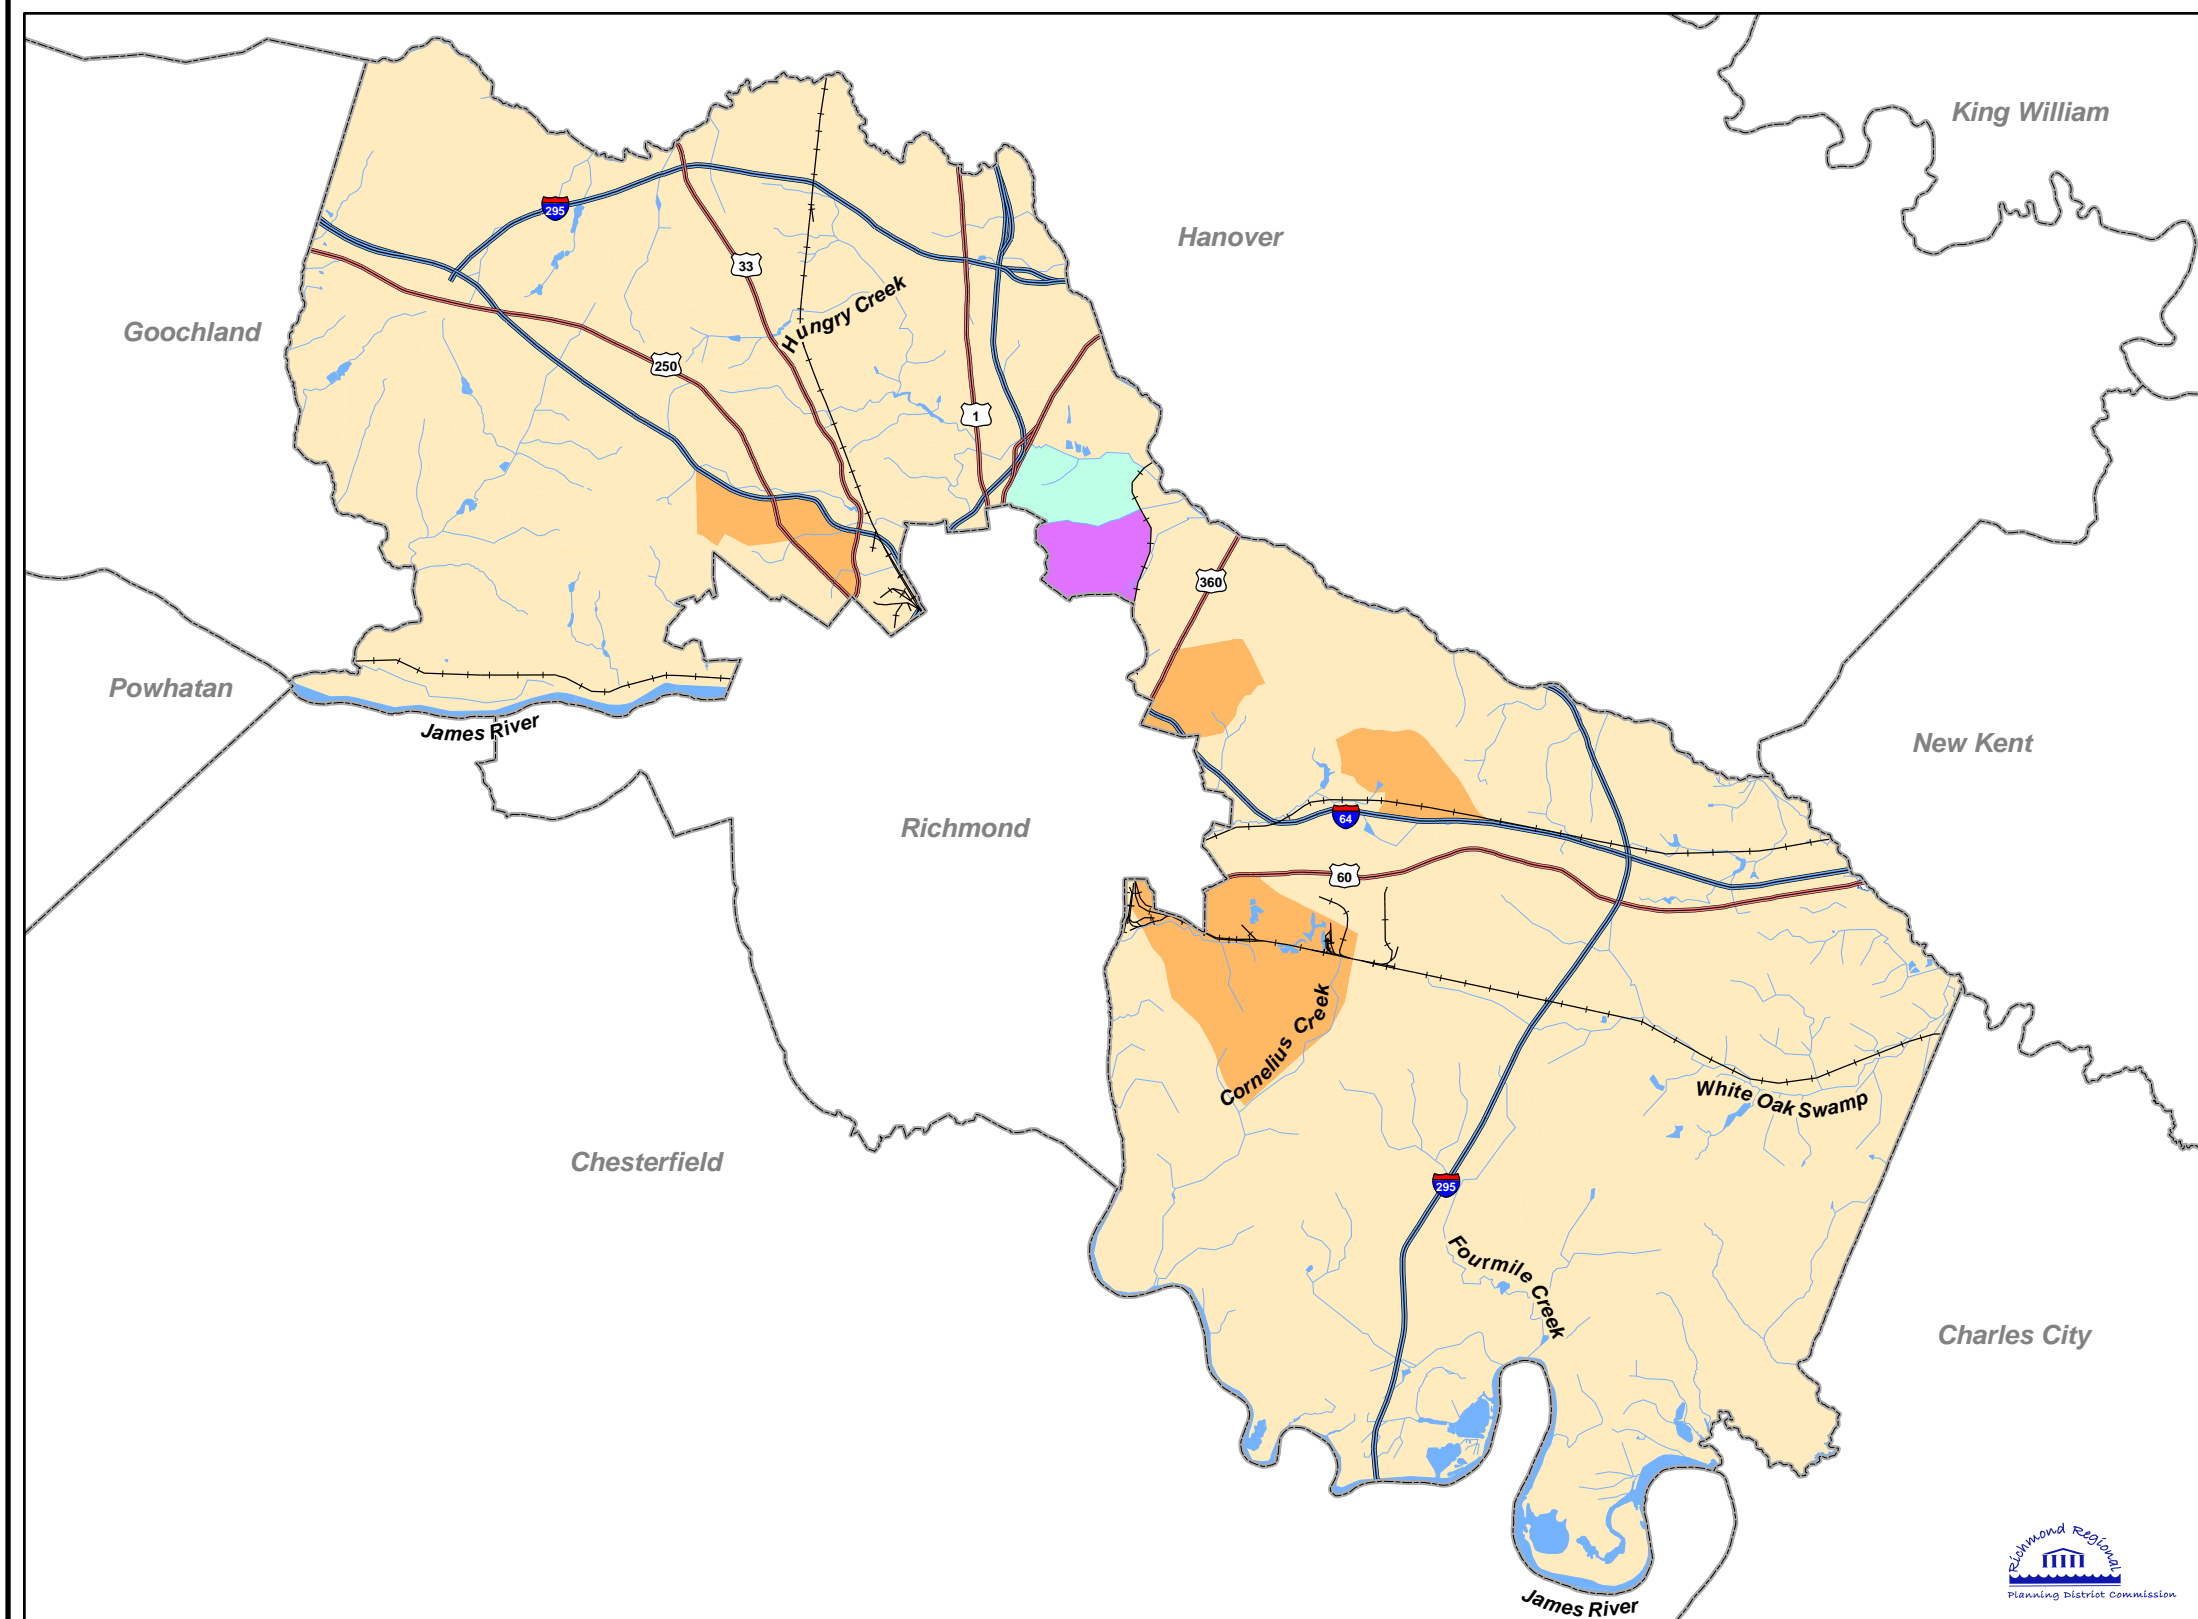 King William
295
Hanover
33
Hungry Creek
Goochland
250
1
360
Powhatan
James River
New Kent
Richmond
64
60
Cornelius Creek
White Oak Swamp
Chesterfield
295
Fourmile Creek
Charles City
Richmond Regional
Planning District Commission
James River